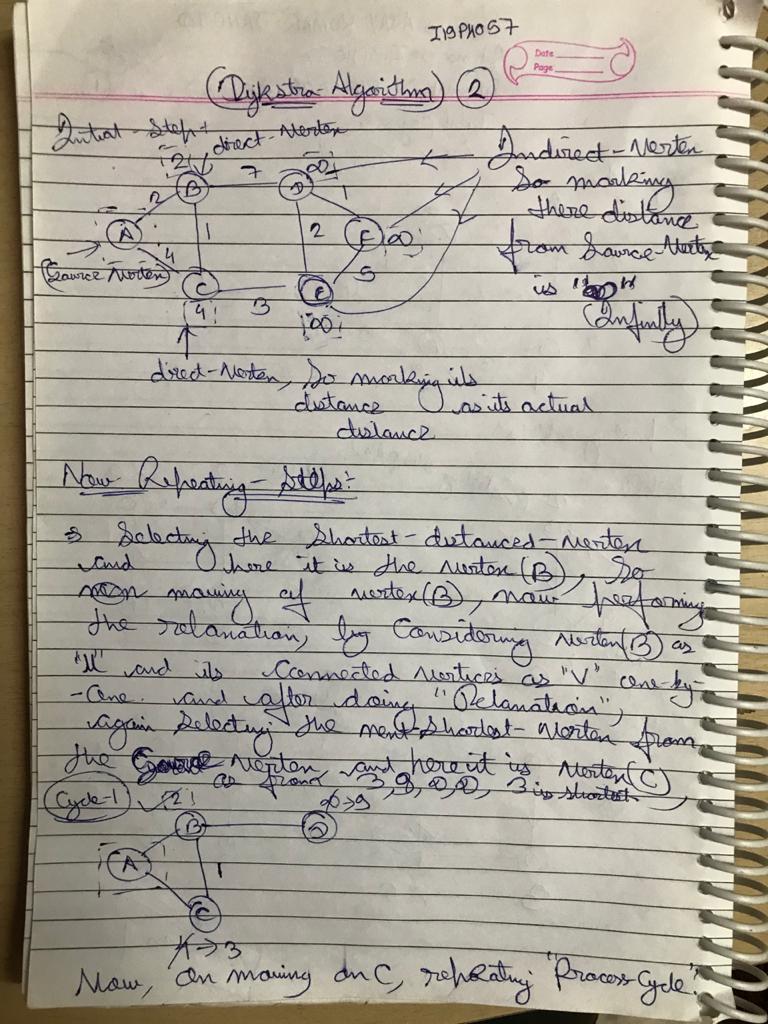 I19PH057
Date
Page
(Dijkstra Algorithm) 2
Initial-Step:
direct-Vertex
2
7
∞
B
D
2
1
1
2
A
F
∞
4
5
(Source Vertex)
C
3
E
4
∞
Indirect-Vertex
So marking
there distance
from Source-Vertex
is "∞"
(Infinity)
direct-Vertex, So marking its
distance as its actual
distance
Now Repeating-Steps:
⇒ Selecting the Shortest-distanced-vertex
and here it is the vertex(B), So
moving of vertex(B), now performing
the relaxation, by Considering vertex(B) as
"U" and its Connected vertices as "V" one-by-
-One. and after doing "Relaxation",
again Selecting the next-Shortest-Vertex from
the Source Vertex and here it is Vertex(C)
as from 3, 9, ∞, ∞, 3 is shortest,
Cycle-1
2
∞→9
B
D
A
1
C
4→3
Now, On moving on C, repeating "Process-Cycle".